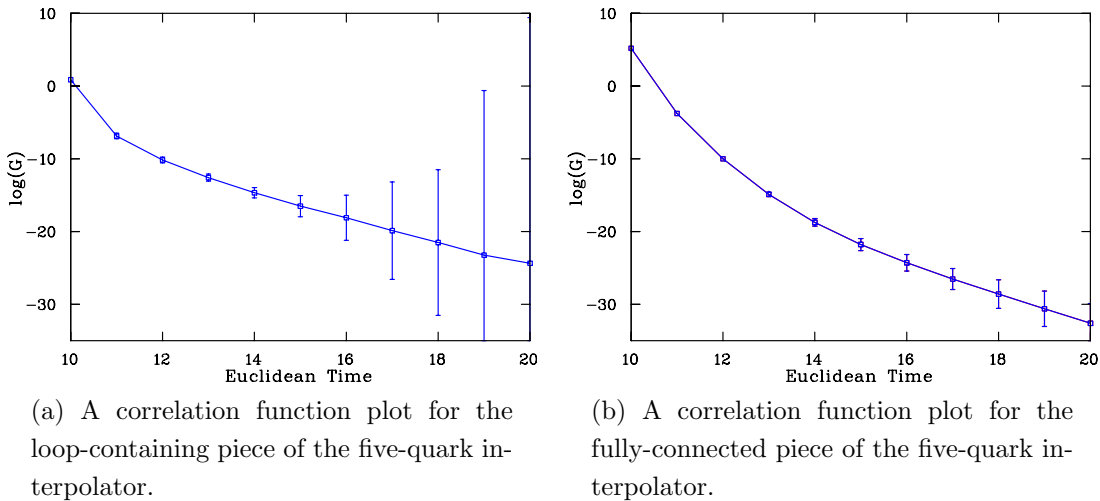 10
0
−10
−20
−30
log(G)
10 12 14 16 18 20
Euclidean Time
(a) A correlation function plot for the
loop-containing piece of the five-quark in-
terpolator.
10
0
−10
−20
−30
log(G)
10 12 14 16 18 20
Euclidean Time
(b) A correlation function plot for the
fully-connected piece of the five-quark in-
terpolator.